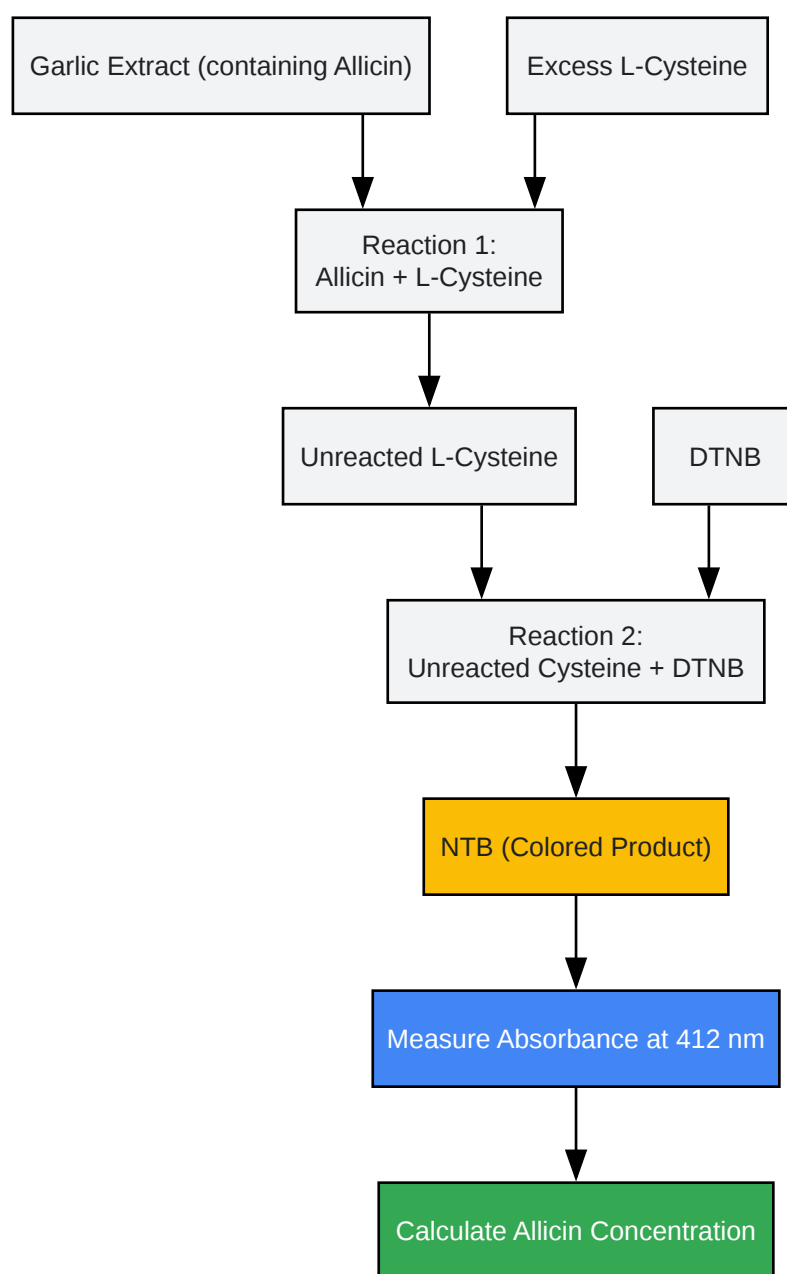 Garlic Extract (containing Allicin)
Excess L-Cysteine
Reaction 1:
Allicin + L-Cysteine
Unreacted L-Cysteine
DTNB
Reaction 2:
Unreacted Cysteine + DTNB
NTB (Colored Product)
Measure Absorbance at 412 nm
Calculate Allicin Concentration